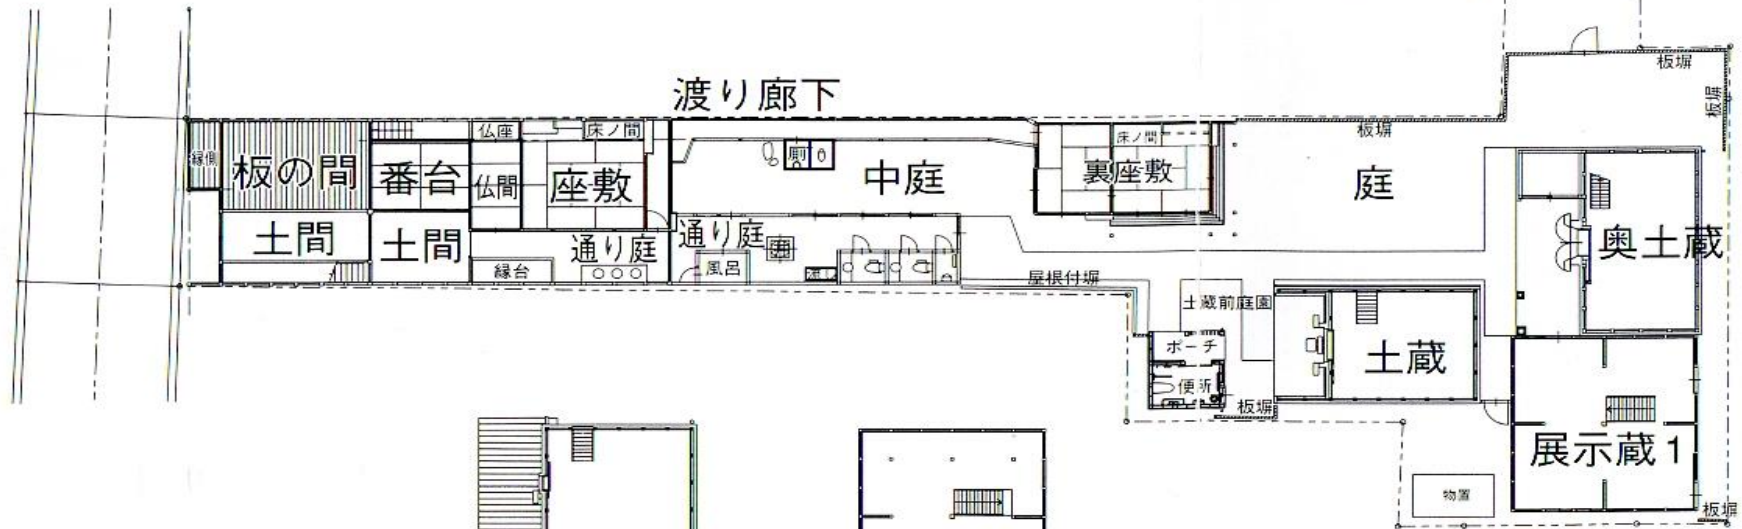 渡り廊下
板塀
板塀
縁側
板の間
番台
仏座
仏間
床ノ間
座敷
中庭
厠
床ノ間
裏座敷
板塀
庭
土間
土間
通り庭
通り庭
縁台
風呂
流
屋根付塀
土蔵前庭園
奥土蔵
ポーチ
便所
板塀
土蔵
展示蔵1
物置
板塀